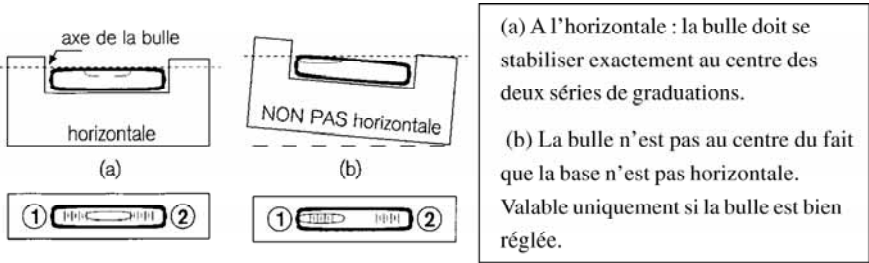 axe de la bulle
horizontale
(a)
NON PAS horizontale
(b)
① ②
① ②
(a) A l’horizontale : la bulle doit se
stabiliser exactement au centre des
deux séries de graduations.
(b) La bulle n’est pas au centre du fait
que la base n’est pas horizontale.
Valable uniquement si la bulle est bien
réglée.